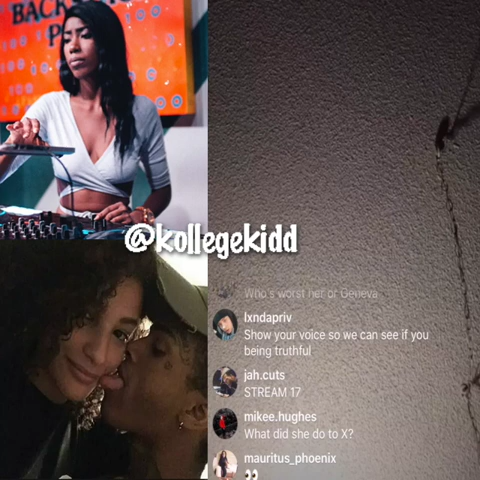 BACKS
P
@kollegekidd
Who's worst her or Geneva
lxndapriv
Show your voice so we can see if you
being truthful
jah.cuts
STREAM 17
mikee.hughes
What did she do to X?
mauritus_phoenix
👀